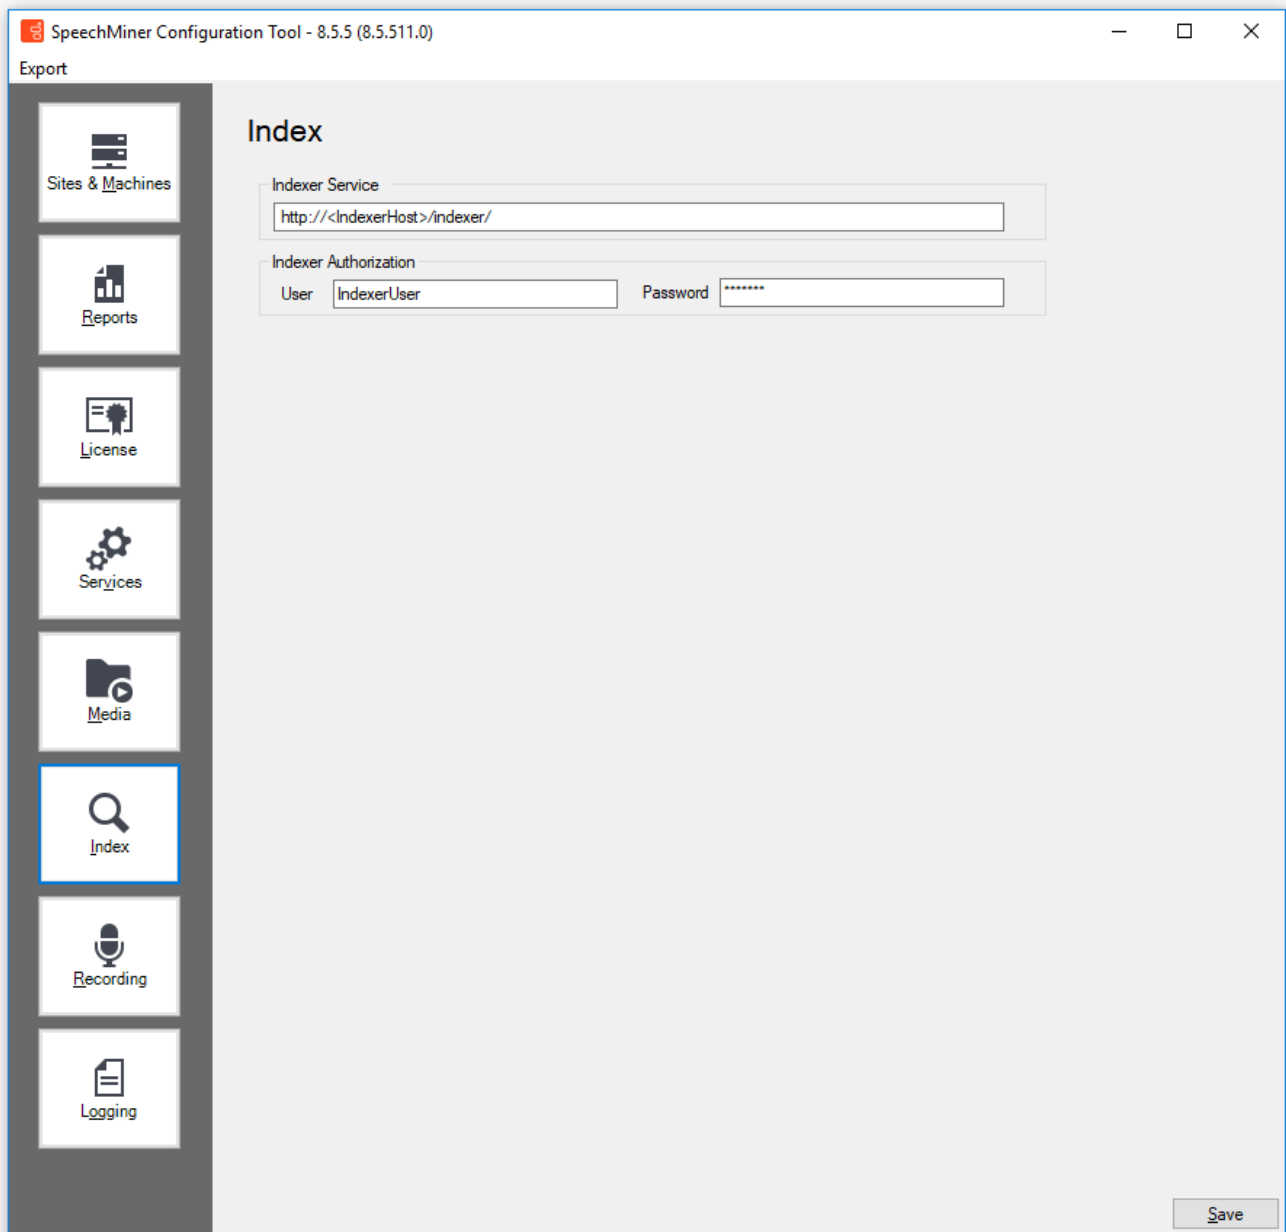 SpeechMiner Configuration Tool - 8.5.5 (8.5.511.0)
Export
Sites & Machines
Reports
License
Services
Media
Index
Recording
Logging
Index
Indexer Service
http://<IndexerHost>/indexer/
Indexer Authorization
User IndexerUser Password *******
Save